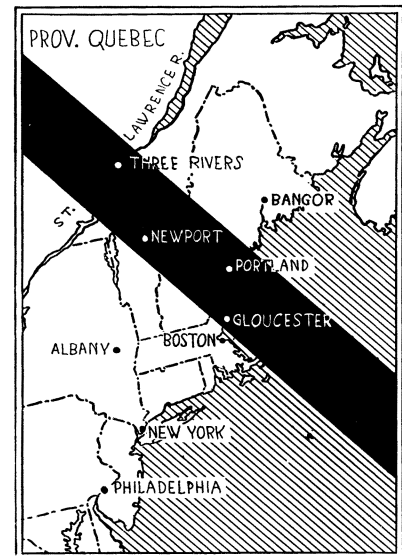 PROV. QUEBEC
ST. LAWRENCE R.
THREE RIVERS
BANGOR
NEWPORT
PORTLAND
GLOUCESTER
BOSTON
ALBANY
NEW YORK
PHILADELPHIA